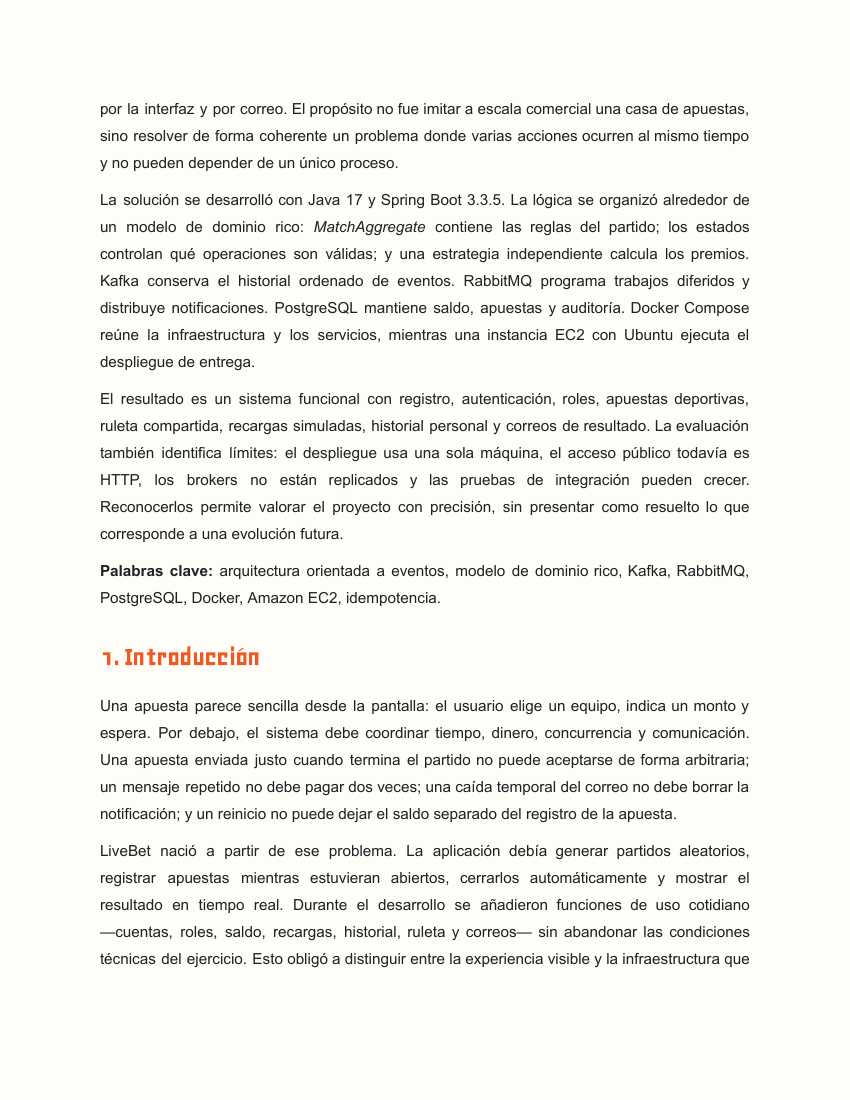 por la interfaz y por correo. El propósito no fue imitar a escala comercial una casa de apuestas,
sino resolver de forma coherente un problema donde varias acciones ocurren al mismo tiempo
y no pueden depender de un único proceso.
La solución se desarrolló con Java 17 y Spring Boot 3.3.5. La lógica se organizó alrededor de
un modelo de dominio rico: MatchAggregate contiene las reglas del partido; los estados
controlan qué operaciones son válidas; y una estrategia independiente calcula los premios.
Kafka conserva el historial ordenado de eventos. RabbitMQ programa trabajos diferidos y
distribuye notificaciones. PostgreSQL mantiene saldo, apuestas y auditoría. Docker Compose
reúne la infraestructura y los servicios, mientras una instancia EC2 con Ubuntu ejecuta el
despliegue de entrega.
El resultado es un sistema funcional con registro, autenticación, roles, apuestas deportivas,
ruleta compartida, recargas simuladas, historial personal y correos de resultado. La evaluación
también identifica límites: el despliegue usa una sola máquina, el acceso público todavía es
HTTP, los brokers no están replicados y las pruebas de integración pueden crecer.
Reconocerlos permite valorar el proyecto con precisión, sin presentar como resuelto lo que
corresponde a una evolución futura.
Palabras clave: arquitectura orientada a eventos, modelo de dominio rico, Kafka, RabbitMQ,
PostgreSQL, Docker, Amazon EC2, idempotencia.
1. Introducción
Una apuesta parece sencilla desde la pantalla: el usuario elige un equipo, indica un monto y
espera. Por debajo, el sistema debe coordinar tiempo, dinero, concurrencia y comunicación.
Una apuesta enviada justo cuando termina el partido no puede aceptarse de forma arbitraria;
un mensaje repetido no debe pagar dos veces; una caída temporal del correo no debe borrar la
notificación; y un reinicio no puede dejar el saldo separado del registro de la apuesta.
LiveBet nació a partir de ese problema. La aplicación debía generar partidos aleatorios,
registrar apuestas mientras estuvieran abiertos, cerrarlos automáticamente y mostrar el
resultado en tiempo real. Durante el desarrollo se añadieron funciones de uso cotidiano
—cuentas, roles, saldo, recargas, historial, ruleta y correos— sin abandonar las condiciones
técnicas del ejercicio. Esto obligó a distinguir entre la experiencia visible y la infraestructura que